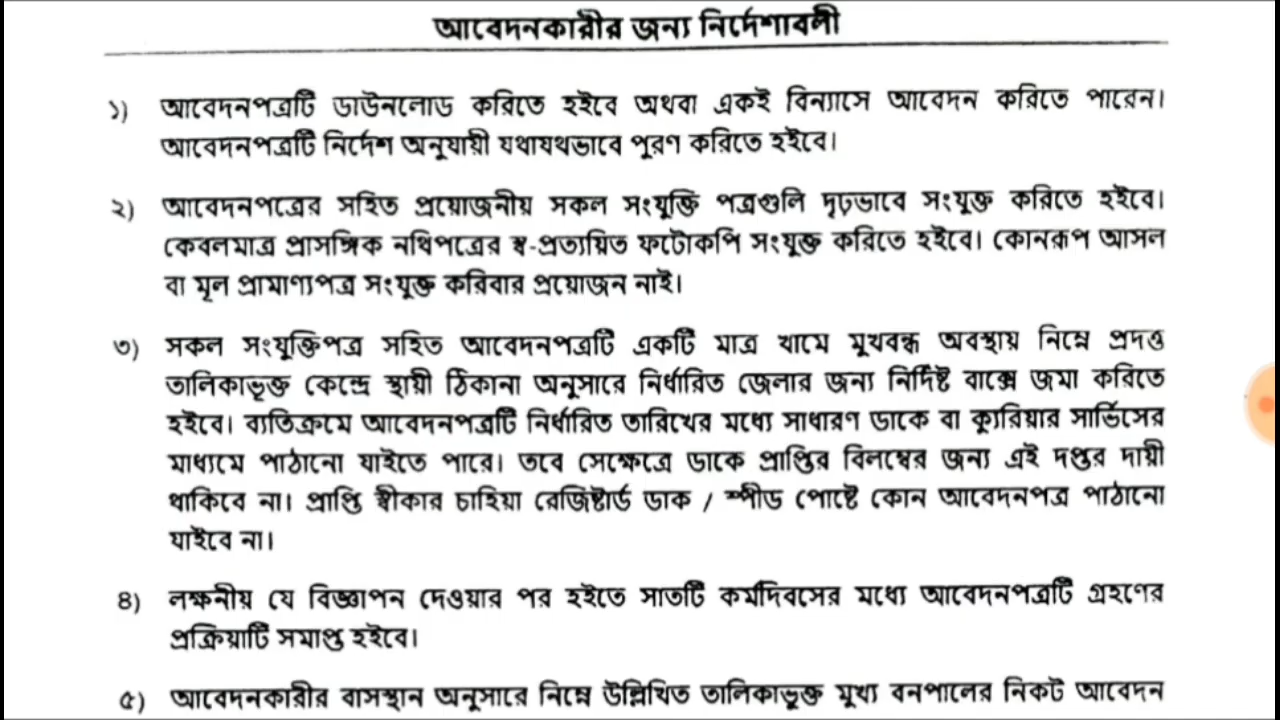 আবেদনকারীর জন্য নির্দেশাবলী
১) আবেদনপত্রটি ডাউনলোড করিতে হইবে অথবা একই বিন্যাসে আবেদন করিতে পারেন।
আবেদনপত্রটি নির্দেশ অনুযায়ী যথাযথভাবে পুরণ করিতে হইবে।
২) আবেদনপত্রের সহিত প্রয়োজনীয় সকল সংযুক্তি পত্রগুলি দৃঢ়ভাবে সংযুক্ত করিতে হইবে।
কেবলমাত্র প্রাসঙ্গিক নথিপত্রের স্ব-প্রত্যয়িত ফটোকপি সংযুক্ত করিতে হইবে। কোনরূপ আসল
বা মূল প্রামাণ্যপত্র সংযুক্ত করিবার প্রয়োজন নাই।
৩) সকল সংযুক্তিপত্র সহিত আবেদনপত্রটি একটি মাত্র খামে মুখবন্ধ অবস্থায় নিম্নে প্রদত্ত
তালিকাভূক্ত কেন্দ্রে স্থায়ী ঠিকানা অনুসারে নির্ধারিত জেলার জন্য নির্দিষ্ট বাক্সে জমা করিতে
হইবে। ব্যতিক্রমে আবেদনপত্রটি নির্ধারিত তারিখের মধ্যে সাধারণ ডাকে বা ক্যুরিয়ার সার্ভিসের
মাধ্যমে পাঠানো যাইতে পারে। তবে সেক্ষেত্রে ডাকে প্রাপ্তির বিলম্বের জন্য এই দপ্তর দায়ী
থাকিবে না। প্রাপ্তি স্বীকার চাহিয়া রেজিষ্টার্ড ডাক / স্পীড পোষ্টে কোন আবেদনপত্র পাঠানো
যাইবে না।
৪) লক্ষনীয় যে বিজ্ঞাপন দেওয়ার পর হইতে সাতটি কর্মদিবসের মধ্যে আবেদনপত্রটি গ্রহণের
প্রক্রিয়াটি সমাপ্ত হইবে।
৫) আবেদনকারীর বাসস্থান অনুসারে নিম্নে উল্লিখিত তালিকাভুক্ত মুখ্য বনপালের নিকট আবেদন